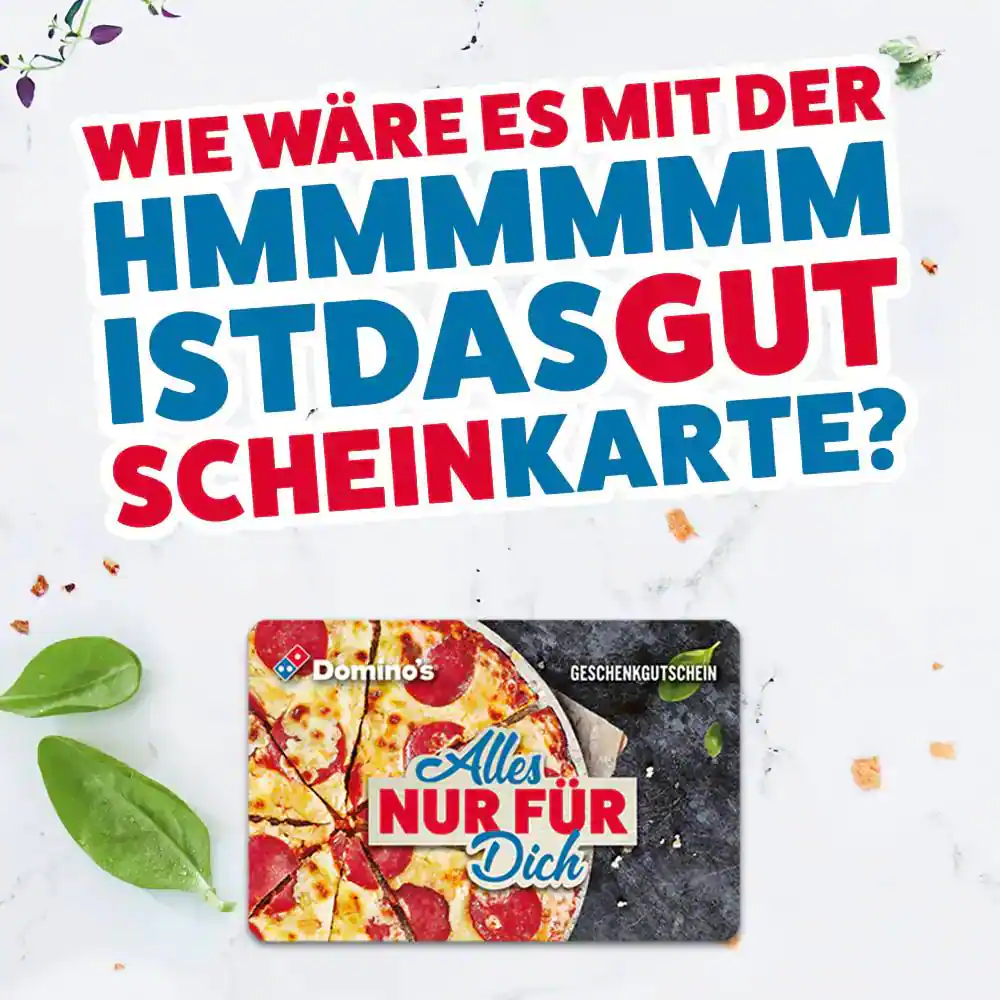 WIE WÄRE ES MIT DER
HMMMMMM
ISTDASGUT
SCHEINKARTE?
Domino's
GESCHENKGUTSCHEIN
Alles
NUR FÜR
Dich